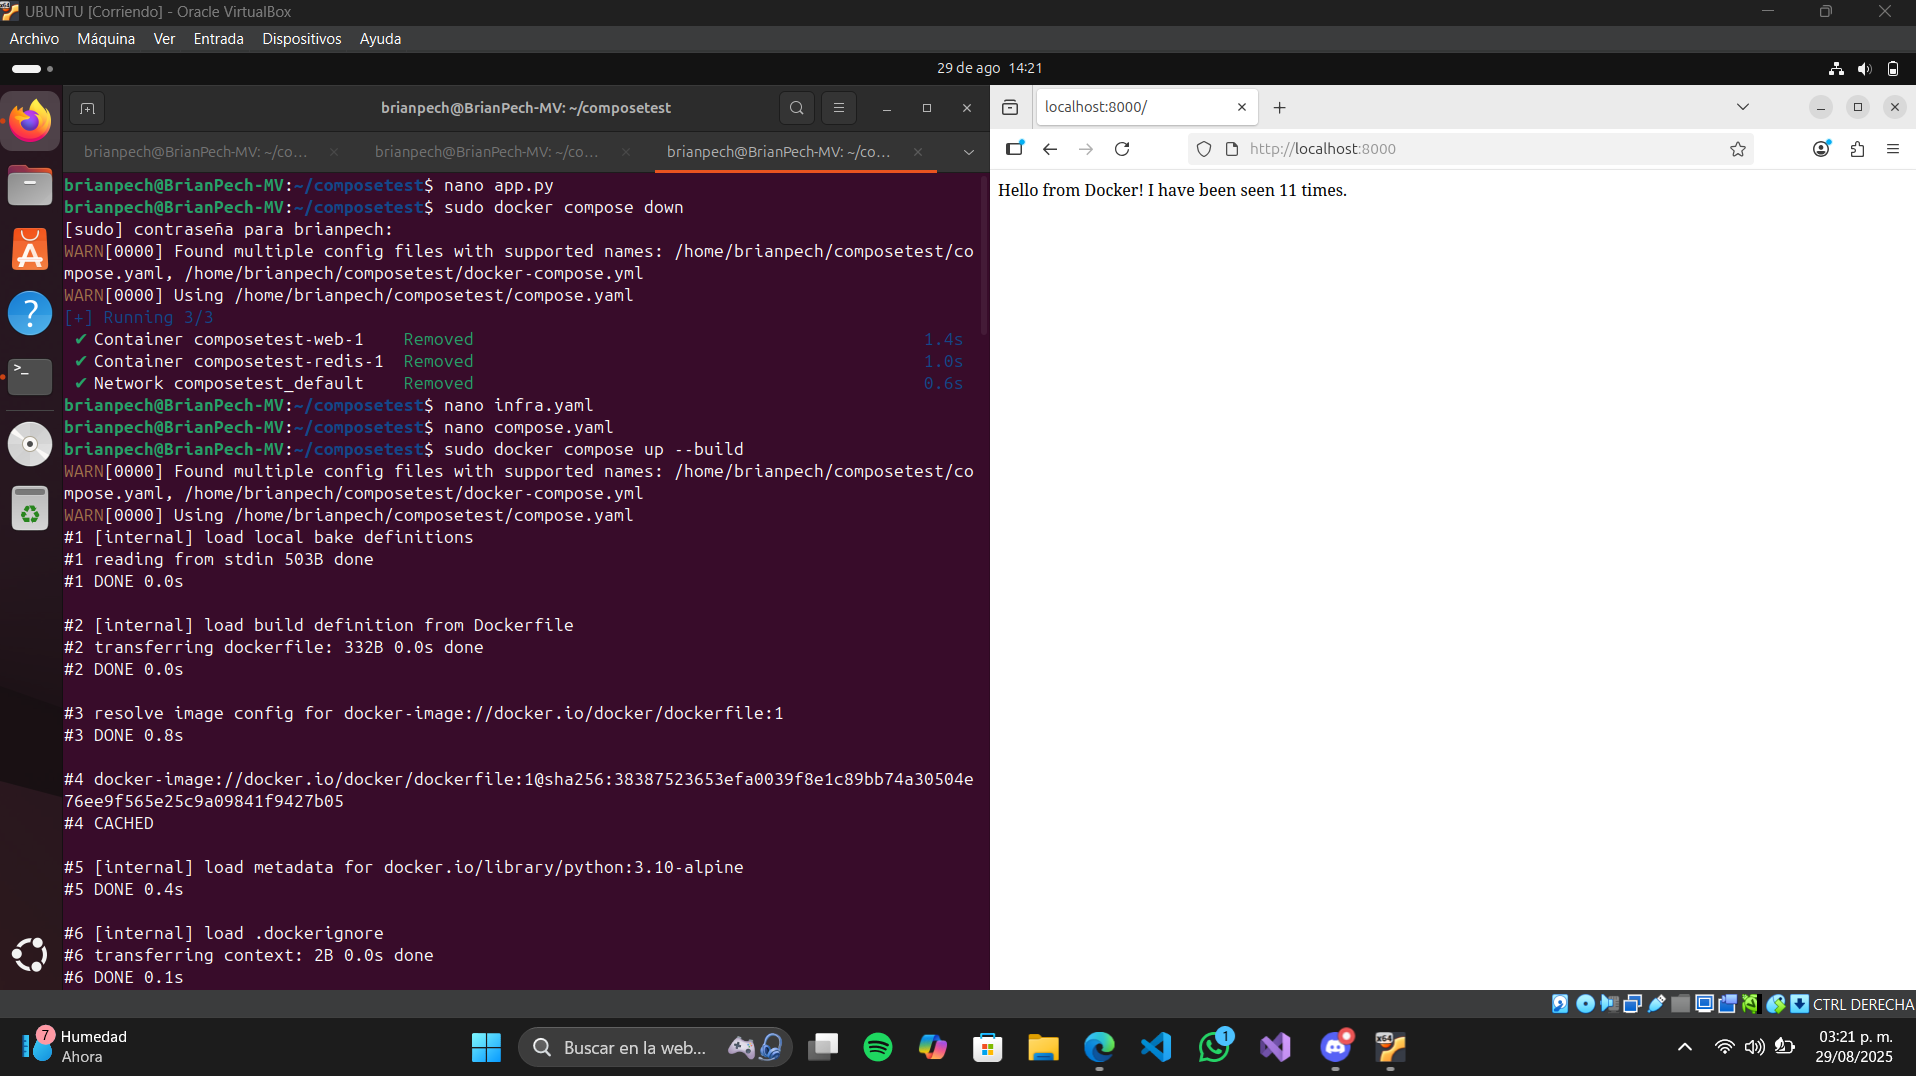 UBUNTU [Corriendo] - Oracle VirtualBox
Archivo Máquina Ver Entrada Dispositivos Ayuda
29 de ago 14:21
brianpech@BrianPech-MV: ~/composetest
brianpech@BrianPech-MV: ~/co... brianpech@BrianPech-MV: ~/co... brianpech@BrianPech-MV: ~/co...
brianpech@BrianPech-MV:~/composetest$ nano app.py
brianpech@BrianPech-MV:~/composetest$ sudo docker compose down
[sudo] contraseña para brianpech:
WARN[0000] Found multiple config files with supported names: /home/brianpech/composetest/co
mpose.yaml, /home/brianpech/composetest/docker-compose.yml
WARN[0000] Using /home/brianpech/composetest/compose.yaml
[+] Running 3/3
✔ Container composetest-web-1 Removed 1.4s
✔ Container composetest-redis-1 Removed 1.0s
✔ Network composetest_default Removed 0.6s
brianpech@BrianPech-MV:~/composetest$ nano infra.yaml
brianpech@BrianPech-MV:~/composetest$ nano compose.yaml
brianpech@BrianPech-MV:~/composetest$ sudo docker compose up --build
WARN[0000] Found multiple config files with supported names: /home/brianpech/composetest/co
mpose.yaml, /home/brianpech/composetest/docker-compose.yml
WARN[0000] Using /home/brianpech/composetest/compose.yaml
#1 [internal] load local bake definitions
#1 reading from stdin 503B done
#1 DONE 0.0s
#2 [internal] load build definition from Dockerfile
#2 transferring dockerfile: 332B 0.0s done
#2 DONE 0.0s
#3 resolve image config for docker-image://docker.io/docker/dockerfile:1
#3 DONE 0.8s
#4 docker-image://docker.io/docker/dockerfile:1@sha256:38387523653efa0039f8e1c89bb74a30504e
76ee9f565e25c9a09841f9427b05
#4 CACHED
#5 [internal] load metadata for docker.io/library/python:3.10-alpine
#5 DONE 0.4s
#6 [internal] load .dockerignore
#6 transferring context: 2B 0.0s done
#6 DONE 0.1s
localhost:8000/
http://localhost:8000
Hello from Docker! I have been seen 11 times.
CTRL DERECHA
7
Humedad
Ahora
Buscar en la web...
1
x64
03:21 p. m.
29/08/2025